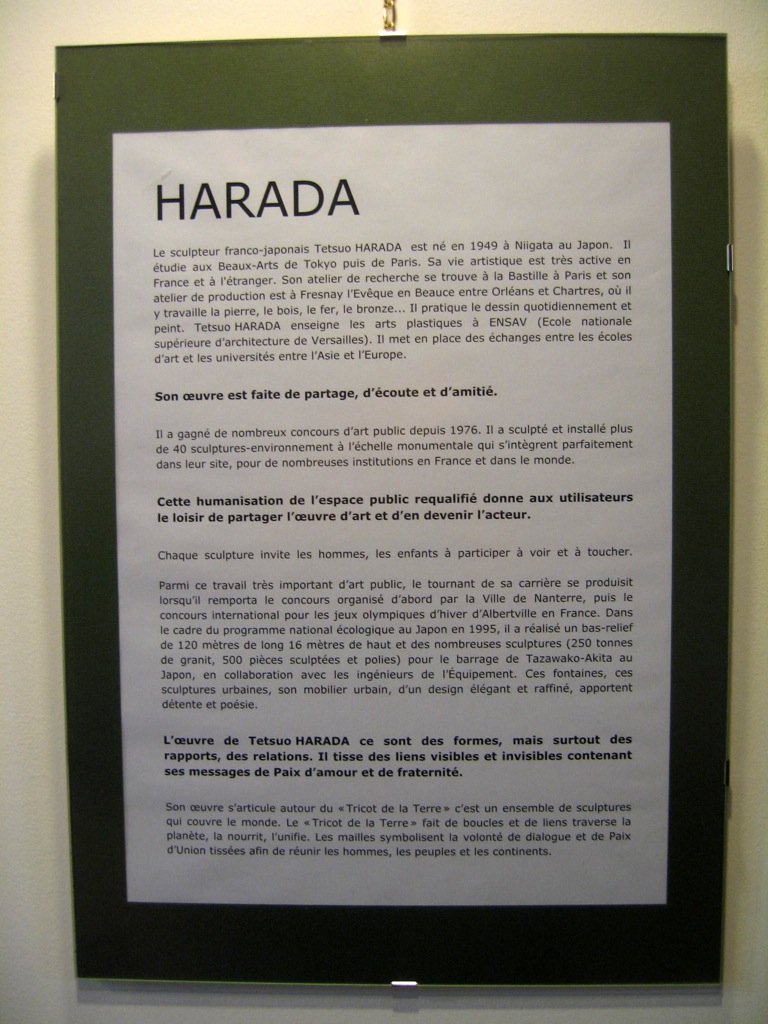 HARADA
Le sculpteur franco-japonais Tetsuo HARADA est né en 1949 à Niigata au Japon. Il
étudie aux Beaux-Arts de Tokyo puis de Paris. Sa vie artistique est très active en
France et à l'étranger. Son atelier de recherche se trouve à la Bastille à Paris et son
atelier de production est à Fresnay l'Evêque en Beauce entre Orléans et Chartres, où il
y travaille la pierre, le bois, le fer, le bronze... Il pratique le dessin quotidiennement et
peint. Tetsuo HARADA enseigne les arts plastiques à ENSAV (Ecole nationale
supérieure d'architecture de Versailles). Il met en place des échanges entre les écoles
d'art et les universités entre l'Asie et l'Europe.
Son œuvre est faite de partage, d'écoute et d'amitié.
Il a gagné de nombreux concours d'art public depuis 1976. Il a sculpté et installé plus
de 40 sculptures-environnement à l'échelle monumentale qui s'intègrent parfaitement
dans leur site, pour de nombreuses institutions en France et dans le monde.
Cette humanisation de l'espace public requalifié donne aux utilisateurs
le loisir de partager l'œuvre d'art et d'en devenir l'acteur.
Chaque sculpture invite les hommes, les enfants à participer à voir et à toucher.
Parmi ce travail très important d'art public, le tournant de sa carrière se produisit
lorsqu'il remporta le concours organisé d'abord par la Ville de Nanterre, puis le
concours international pour les jeux olympiques d'hiver d'Albertville en France. Dans
le cadre du programme national écologique au Japon en 1995, il a réalisé un bas-relief
de 120 mètres de long 16 mètres de haut et des nombreuses sculptures (250 tonnes
de granit, 500 pièces sculptées et polies) pour le barrage de Tazawako-Akita au
Japon, en collaboration avec les ingénieurs de l'Équipement. Ces fontaines, ces
sculptures urbaines, son mobilier urbain, d'un design élégant et raffiné, apportent
détente et poésie.
L'œuvre de Tetsuo HARADA ce sont des formes, mais surtout des
rapports, des relations. Il tisse des liens visibles et invisibles contenant
ses messages de Paix d'amour et de fraternité.
Son œuvre s'articule autour du « Tricot de la Terre » c'est un ensemble de sculptures
qui couvre le monde. Le « Tricot de la Terre » fait de boucles et de liens traverse la
planète, la nourrit, l'unifie. Les mailles symbolisent la volonté de dialogue et de Paix
d'Union tissées afin de réunir les hommes, les peuples et les continents.